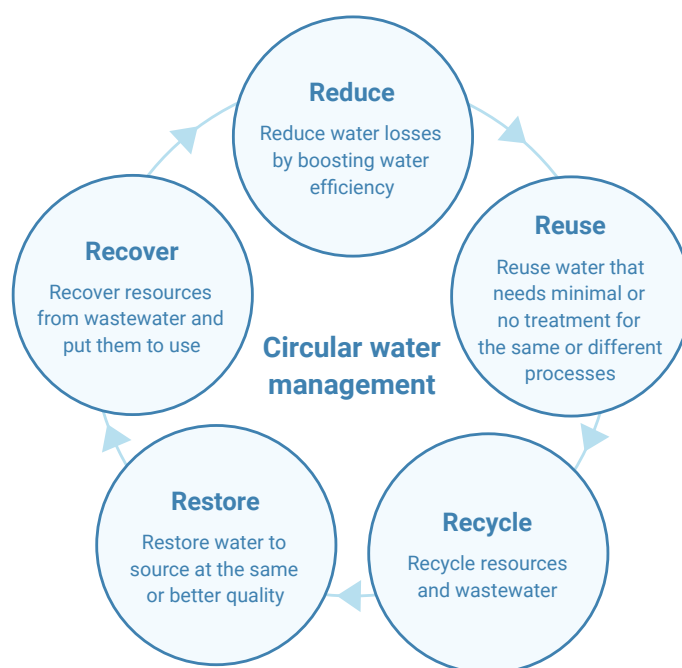 Reduce
Reduce water losses
by boosting water
efficiency
Reuse
Reuse water that
needs minimal or
no treatment for
the same or different
processes
Recycle
Recycle resources
and wastewater
Restore
Restore water to
source at the same
or better quality
Recover
Recover resources
from wastewater and
put them to use
Circular water
management